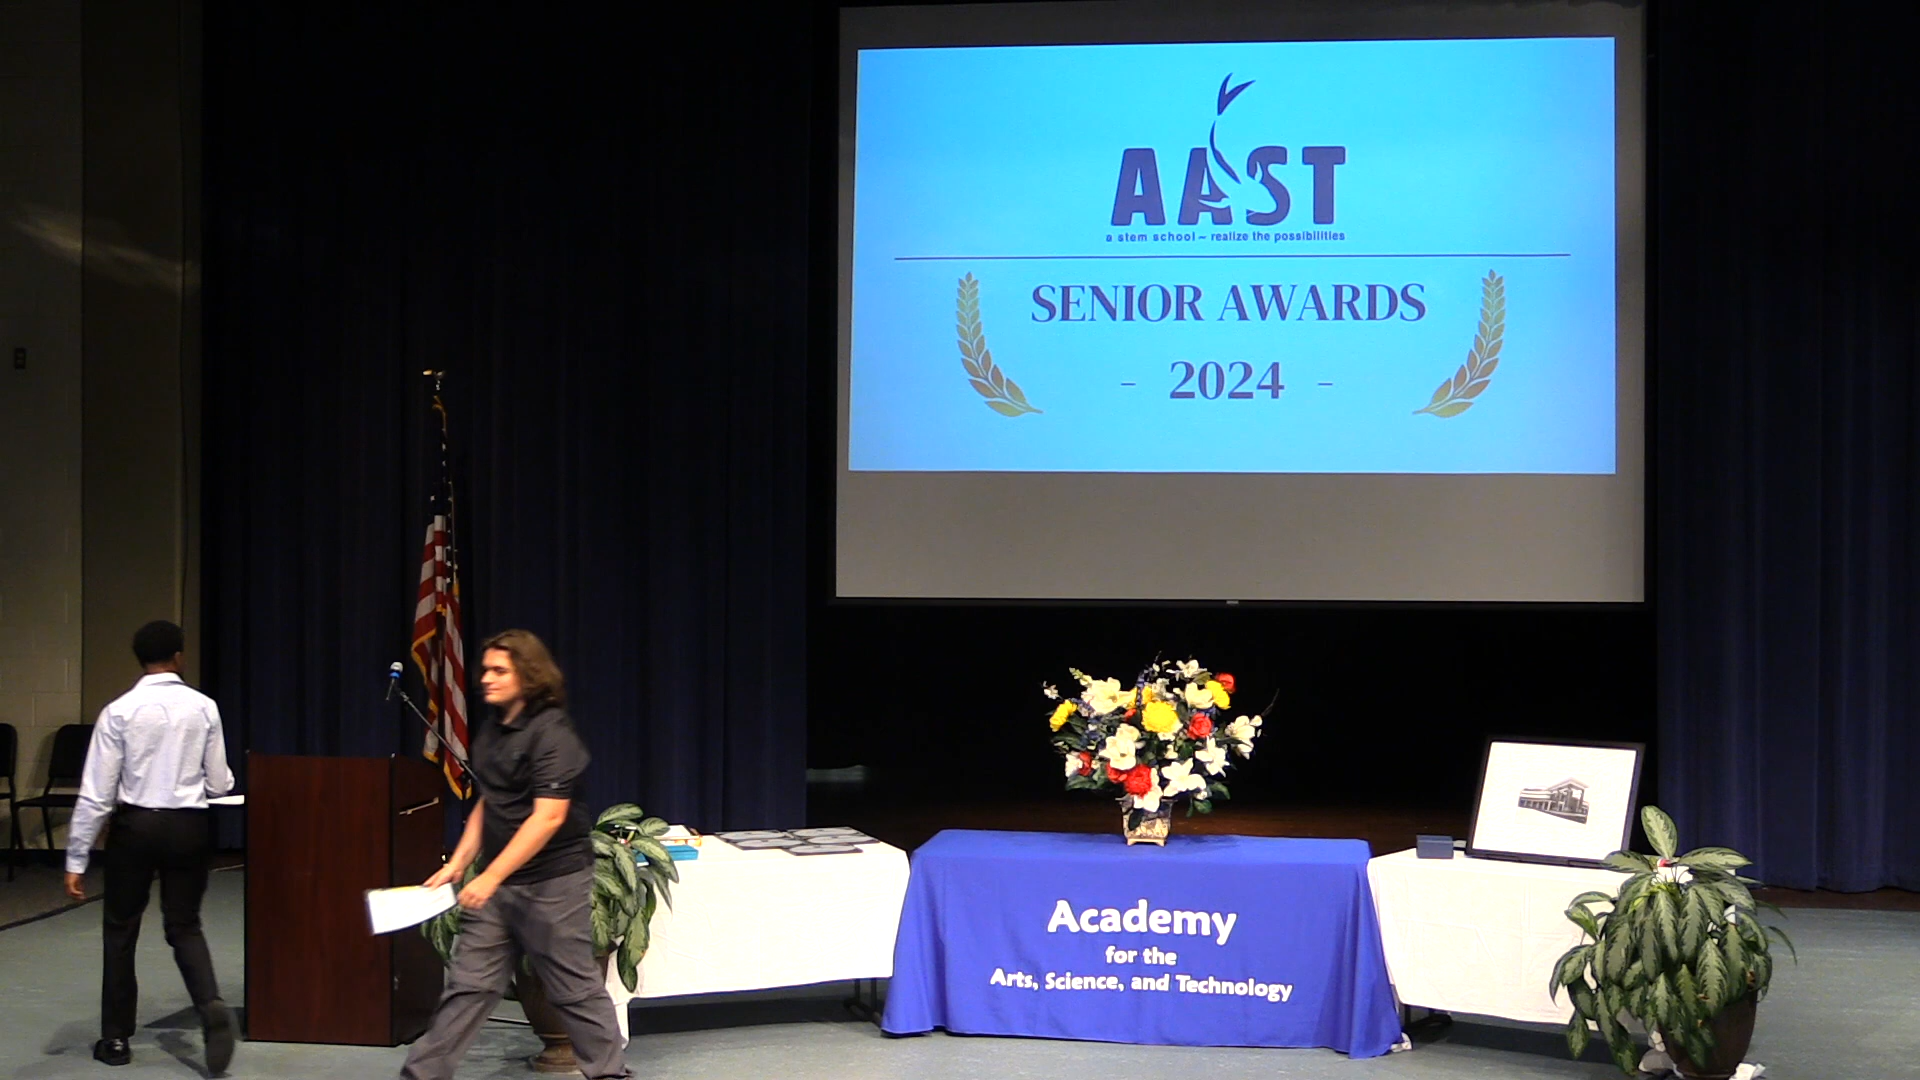 AAST
a stem school ~ realize the possibilities
SENIOR AWARDS
- 2024 -
Academy
for the
Arts, Science, and Technology